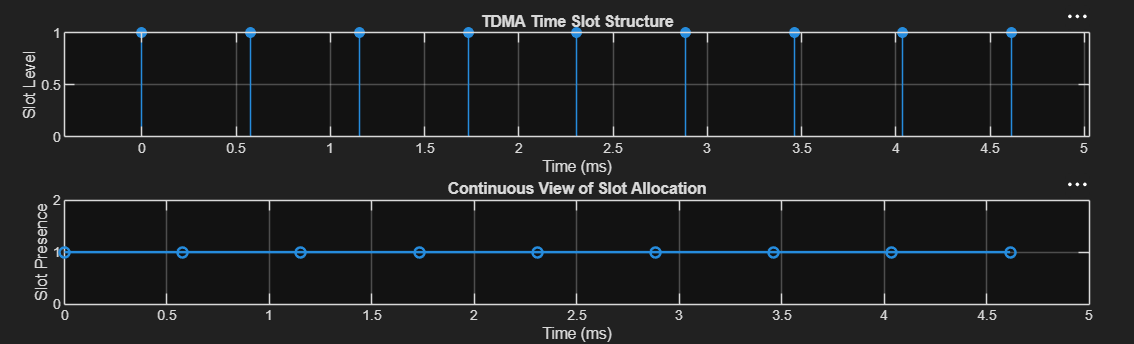 TDMA Time Slot Structure
Slot Level
1
0.5
0
0 0.5 1 1.5 2 2.5 3 3.5 4 4.5 5
Time (ms)
Continuous View of Slot Allocation
Slot Presence
2
1
0
0 0.5 1 1.5 2 2.5 3 3.5 4 4.5 5
Time (ms)